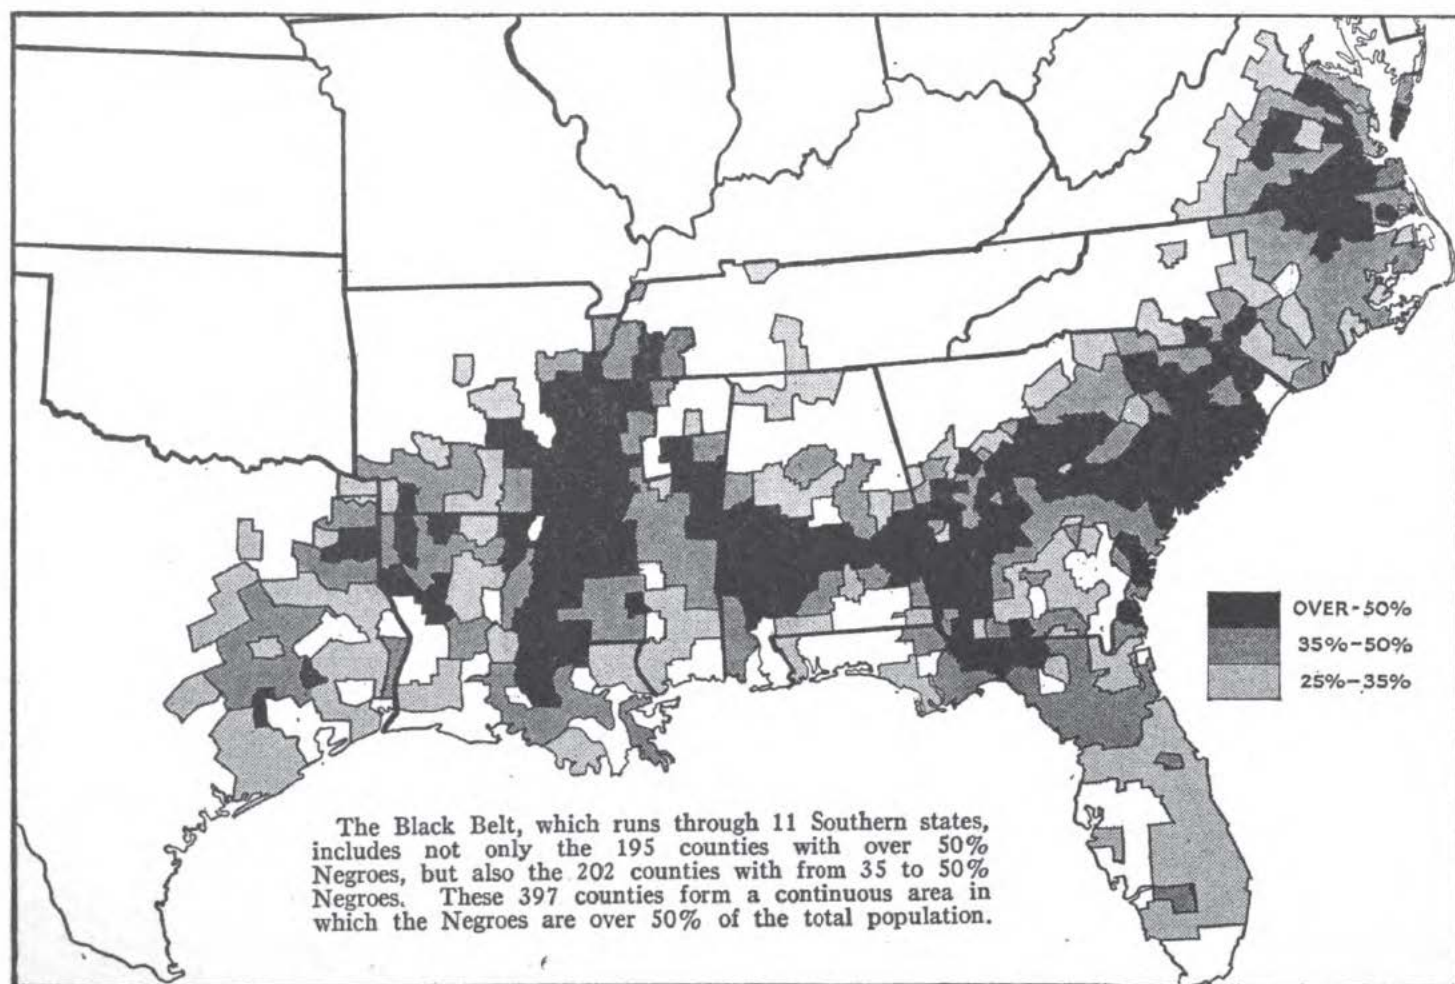 OVER-50%
35%-50%
25%-35%
The Black Belt, which runs through 11 Southern states,
includes not only the 195 counties with over 50%
Negroes, but also the 202 counties with from 35 to 50%
Negroes. These 397 counties form a continuous area in
which the Negroes are over 50% of the total population.